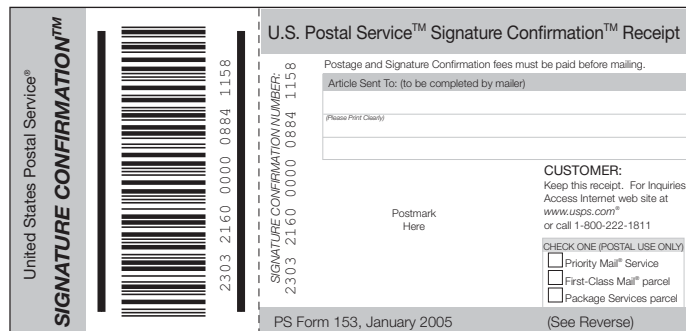 United States Postal Service®
SIGNATURE CONFIRMATION™
2303 2160 0000 0884 1158
SIGNATURE CONFIRMATION NUMBER:
2303 2160 0000 0884 1158
U.S. Postal Service™ Signature Confirmation™ Receipt
Postage and Signature Confirmation fees must be paid before mailing.
Article Sent To: (to be completed by mailer)
(Please Print Clearly)
Postmark
Here
CUSTOMER:
Keep this receipt. For Inquiries
Access Internet web site at
www.usps.com®
or call 1-800-222-1811
CHECK ONE (POSTAL USE ONLY)
Priority Mail® Service
First-Class Mail® parcel
Package Services parcel
PS Form 153, January 2005
(See Reverse)